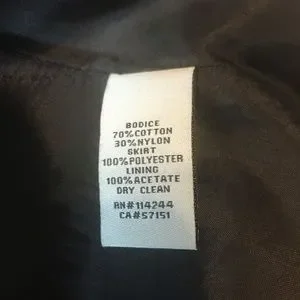 BODICE
70%COTTON
30%NYLON
SKIRT
100%POLYESTER
LINING
100%ACETATE
DRY CLEAN
RN#114244
CA#57151